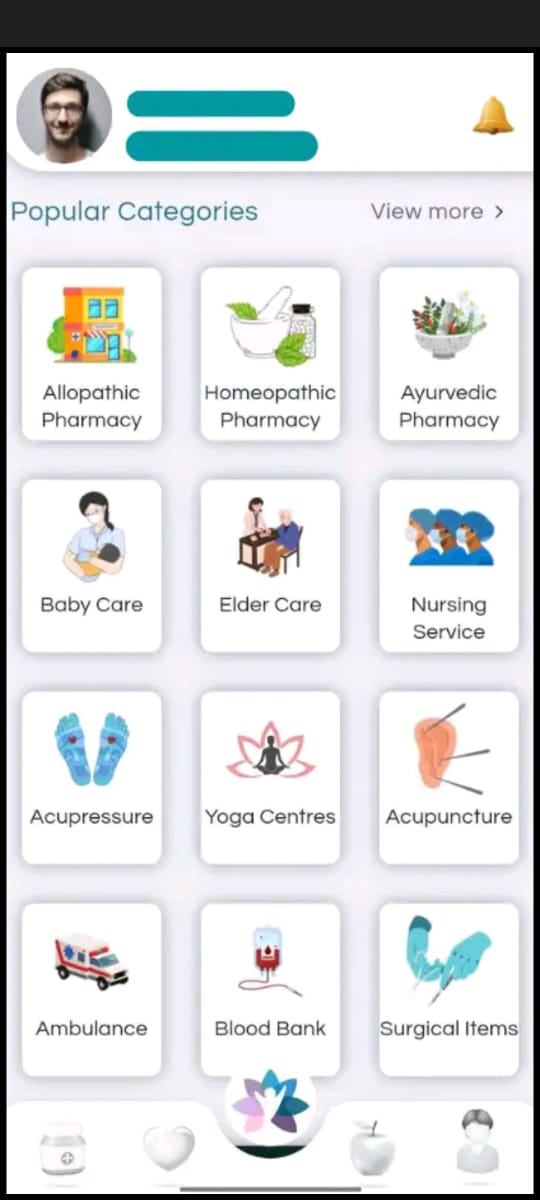 Popular Categories
View more >
Allopathic
Pharmacy
Homeopathic
Pharmacy
Ayurvedic
Pharmacy
Baby Care
Elder Care
Nursing
Service
Acupressure
Yoga Centres
Acupuncture
Ambulance
Blood Bank
Surgical Items